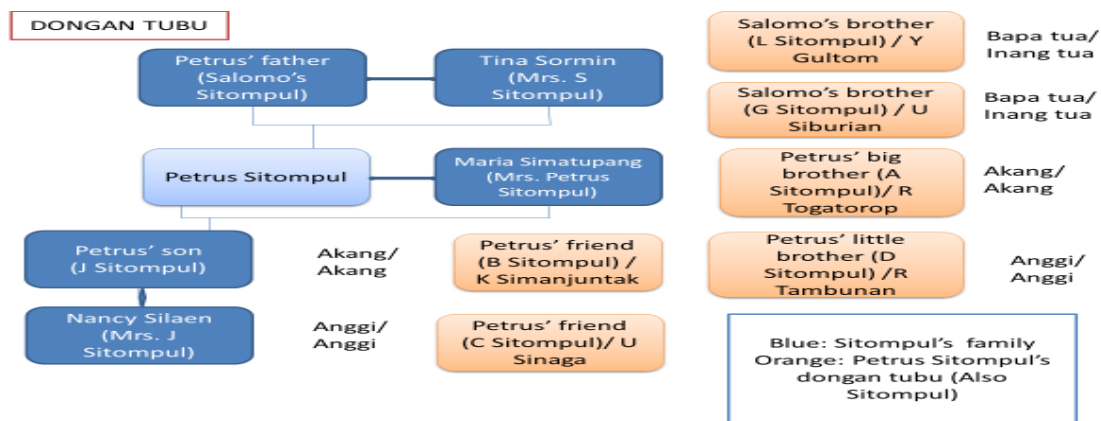 DONGAN TUBU
Petrus’ father
(Salomo’s
Sitompul)
Tina Sormin
(Mrs. S
Sitompul)
Petrus Sitompul
Maria Simatupang
(Mrs. Petrus
Sitompul)
Petrus’ son
(J Sitompul)
Akang/
Akang
Petrus’ friend
(B Sitompul) /
K Simanjuntak
Nancy Silaen
(Mrs. J
Sitompul)
Anggi/
Anggi
Petrus’ friend
(C Sitompul)/ U
Sinaga
Salomo’s brother
(L Sitompul) / Y
Gultom
Bapa tua/
Inang tua
Salomo’s brother
(G Sitompul) / U
Siburian
Bapa tua/
Inang tua
Petrus’ big
brother (A
Sitompul)/ R
Togatorop
Akang/
Akang
Petrus’ little
brother (D
Sitompul) /R
Tambunan
Anggi/
Anggi
Blue: Sitompul’s family
Orange: Petrus Sitompul’s
dongan tubu (Also
Sitompul)